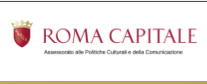 ROMA CAPITALE
Assessorato alle Politiche Culturali e della Comunicazione